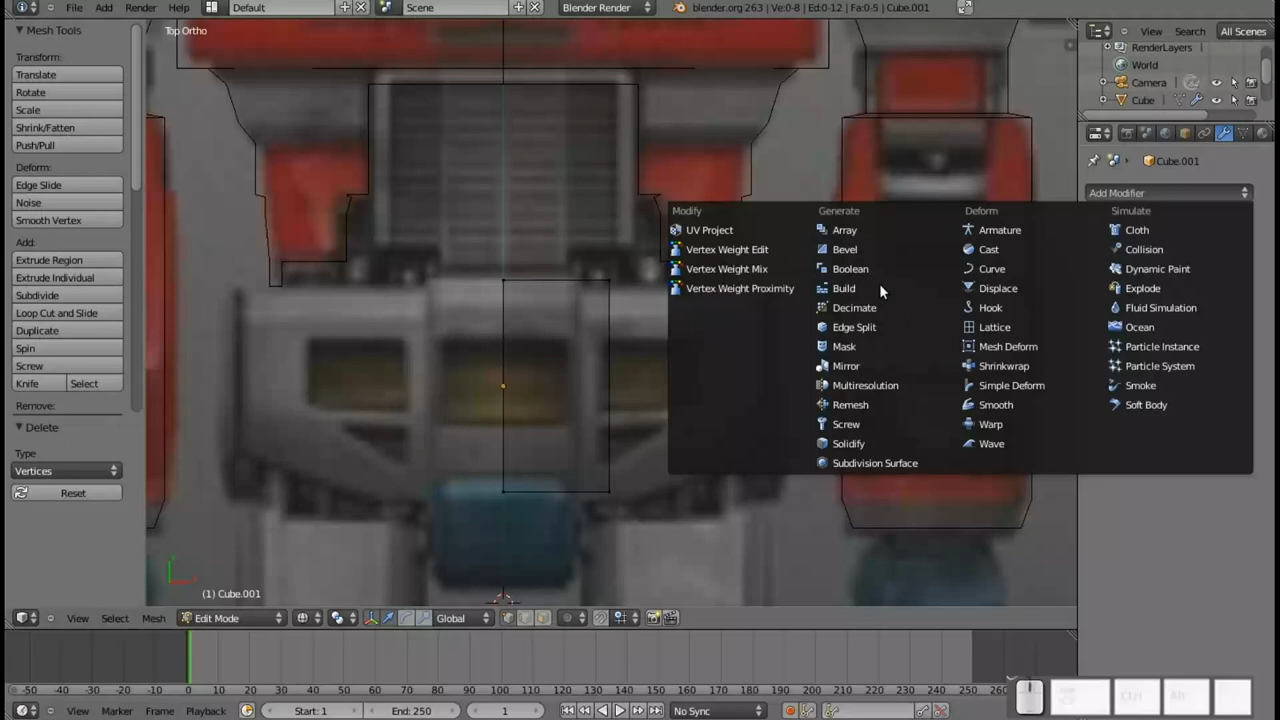 File Add Render Help Default Scene Blender Render blender.org 263 | Ve:0-8 | Ed:0-12 | Fa:0-5 | Cube.001
Mesh Tools
Top Ortho
View Search All Scenes
RenderLayers
World
Camera
Cube
Transform:
Translate
Rotate
Scale
Shrink/Fatten
Push/Pull
Deform:
Edge Slide
Noise
Smooth Vertex
Add:
Extrude Region
Extrude Individual
Subdivide
Loop Cut and Slide
Duplicate
Spin
Screw
Knife Select
Remove:
Delete
Type
Vertices
Reset
Cube.001
Add Modifier
Modify Generate Deform Simulate
UV Project Array Armature Cloth
Vertex Weight Edit Bevel Cast Collision
Vertex Weight Mix Boolean Curve Dynamic Paint
Vertex Weight Proximity Build Displace Explode
Decimate Hook Fluid Simulation
Edge Split Lattice Ocean
Mask Mesh Deform Particle Instance
Mirror Shrinkwrap Particle System
Multiresolution Simple Deform Smoke
Remesh Smooth Soft Body
Screw Warp
Solidify Wave
Subdivision Surface
(1) Cube.001
View Select Mesh Edit Mode Global
-50 -40 -30 -20 -10 0 10 20 30 40 50 60 70 80 90 100 110 120 130 140 150 160 170 180 190 200 210 220 230 240 250 260
View Marker Frame Playback Start: 1 End: 250 1 No Sync
Ctrl Alt